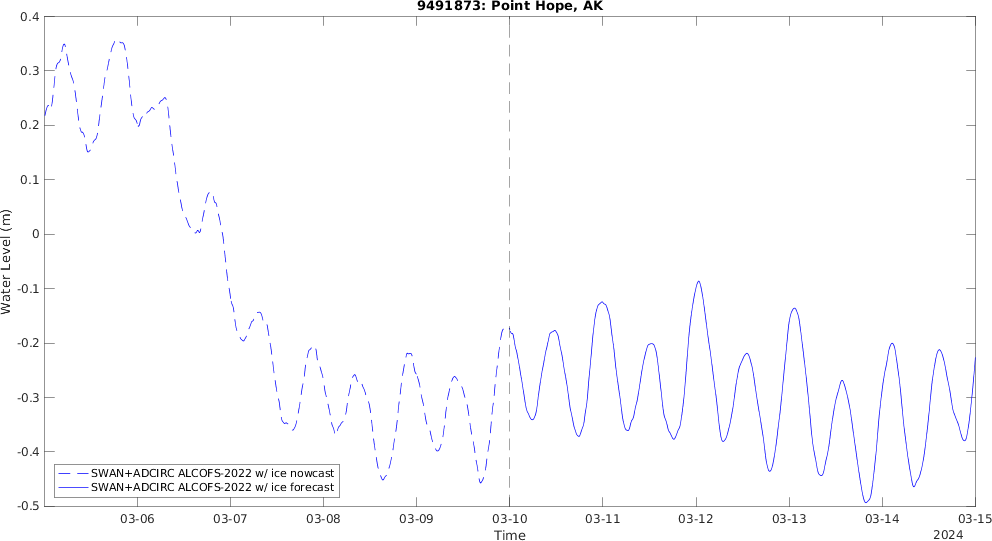 9491873: Point Hope, AK
0.4
0.3
0.2
0.1
0
-0.1
-0.2
-0.3
-0.4
-0.5
Water Level (m)
SWAN+ADCIRC ALCOFS-2022 w/ ice nowcast
SWAN+ADCIRC ALCOFS-2022 w/ ice forecast
03-06 03-07 03-08 03-09 03-10 03-11 03-12 03-13 03-14 03-15
Time
2024